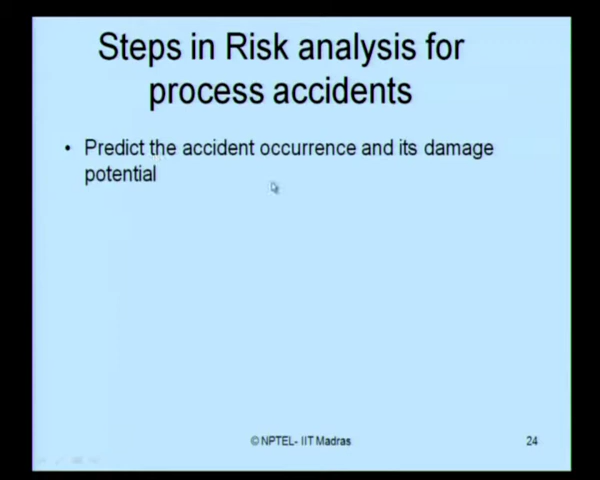 Steps in Risk analysis for
process accidents
• Predict the accident occurrence and its damage
potential
© NPTEL- IIT Madras
24